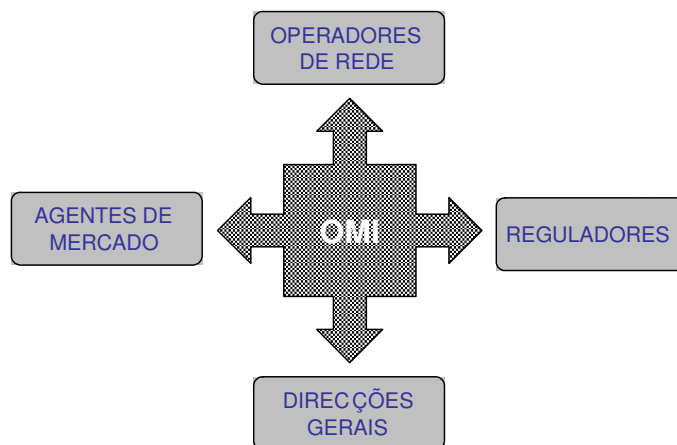 OPERADORES
DE REDE
AGENTES DE
MERCADO
OMI
REGULADORES
DIRECÇÕES
GERAIS